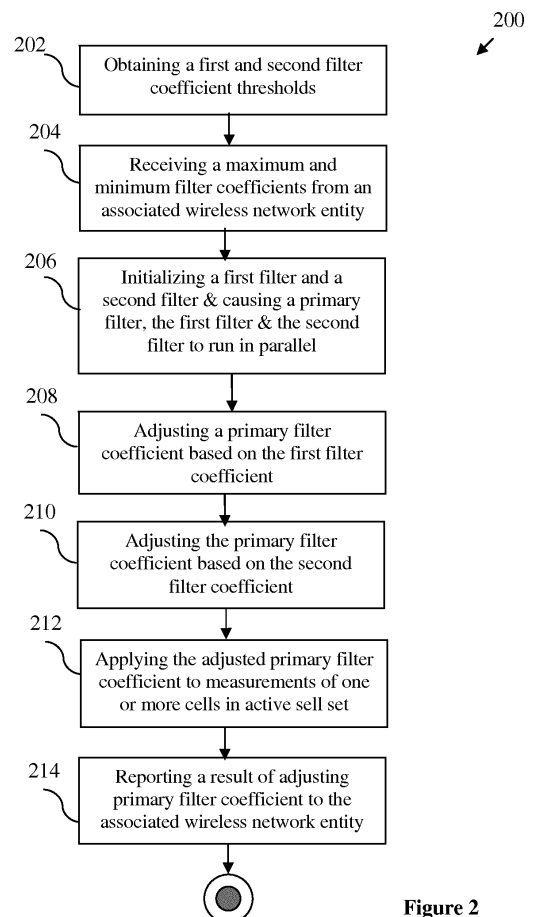 200
202
Obtaining a first and second filter
coefficient thresholds
204
Receiving a maximum and
minimum filter coefficients from an
associated wireless network entity
206
Initializing a first filter and a
second filter & causing a primary
filter, the first filter & the second
filter to run in parallel
208
Adjusting a primary filter
coefficient based on the first filter
coefficient
210
Adjusting the primary filter
coefficient based on the second
filter coefficient
212
Applying the adjusted primary filter
coefficient to measurements of one
or more cells in active sell set
214
Reporting a result of adjusting
primary filter coefficient to the
associated wireless network entity
Figure 2